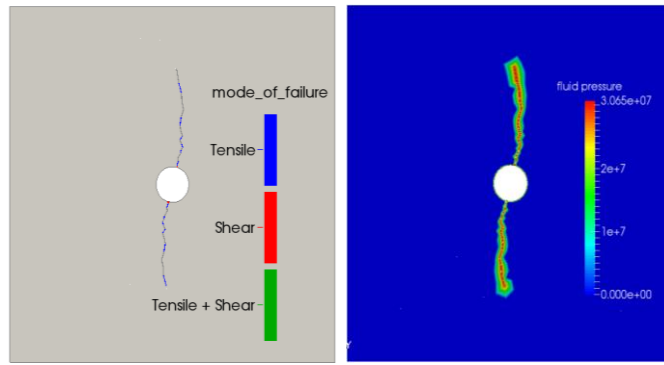 mode_of_failure
Tensile
Shear
Tensile + Shear
fluid pressure
3.065e+07
2e+7
1e+7
0.000e+00
Y